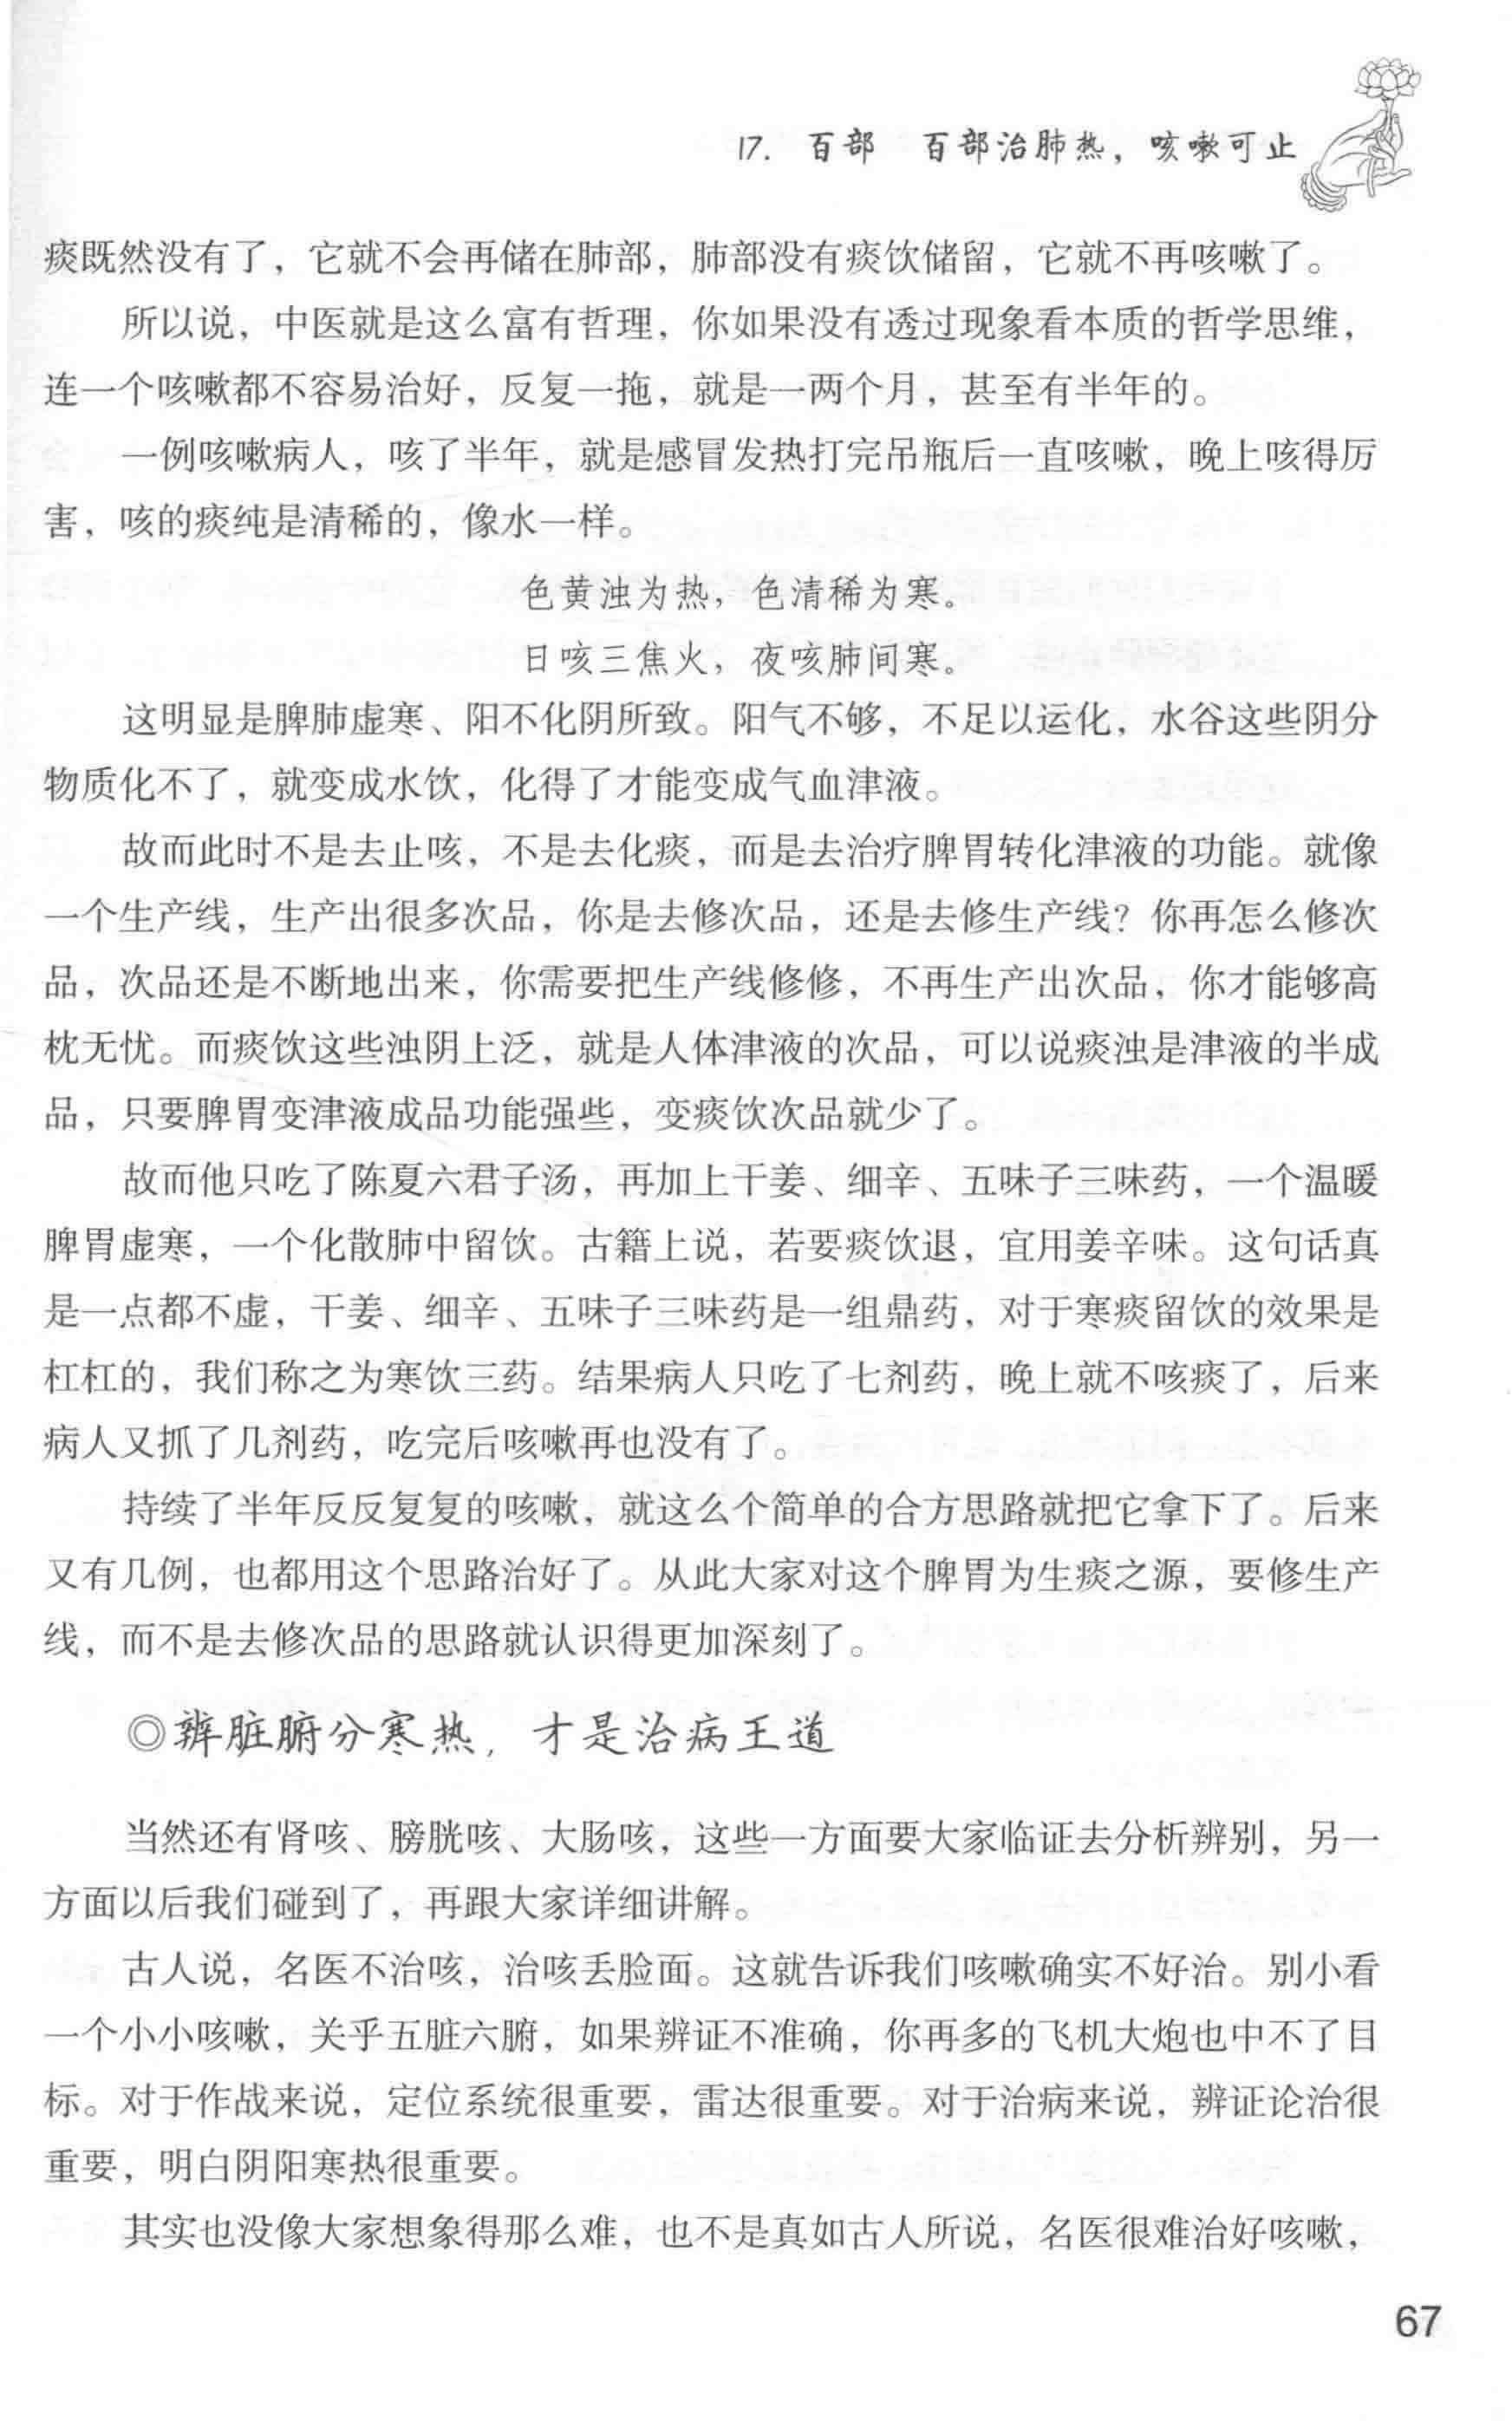 17. 百部 百部治肺热，咳嗽可止
痰既然没有了，它就不会再储在肺部，肺部没有痰饮储留，它就不再咳嗽了。
所以说，中医就是这么富有哲理，你如果没有透过现象看本质的哲学思维，
连一个咳嗽都不容易治好，反复一拖，就是一两个月，甚至有半年的。
一例咳嗽病人，咳了半年，就是感冒发热打完吊瓶后一直咳嗽，晚上咳得厉
害，咳的痰纯是清稀的，像水一样。
色黄浊为热，色清稀为寒。
日咳三焦火，夜咳肺间寒。
这明显是脾肺虚寒、阳不化阴所致。阳气不够，不足以运化，水谷这些阴分
物质化不了，就变成水饮，化得了才能变成气血津液。
故而此时不是去止咳，不是去化痰，而是去治疗脾胃转化津液的功能。就像
一个生产线，生产出很多次品，你是去修次品，还是去修生产线？你再怎么修次
品，次品还是不断地出来，你需要把生产线修修，不再生产出次品，你才能够高
枕无忧。而痰饮这些浊阴上泛，就是人体津液的次品，可以说痰浊是津液的半成
品，只要脾胃变津液成品功能强些，变痰饮次品就少了。
故而他只吃了陈夏六君子汤，再加上干姜、细辛、五味子三味药，一个温暖
脾胃虚寒，一个化散肺中留饮。古籍上说，若要痰饮退，宜用姜辛味。这句话真
是一点都不虚，干姜、细辛、五味子三味药是一组鼎药，对于寒痰留饮的效果是
杠杠的，我们称之为寒饮三药。结果病人只吃了七剂药，晚上就不咳痰了，后来
病人又抓了几剂药，吃完后咳嗽再也没有了。
持续了半年反反复复的咳嗽，就这么个简单的合方思路就把它拿下了。后来
又有几例，也都用这个思路治好了。从此大家对这个脾胃为生痰之源，要修生产
线，而不是去修次品的思路就认识得更加深刻了。
◎辨脏腑分寒热，才是治病王道
当然还有肾咳、膀胱咳、大肠咳，这些一方面要大家临证去分析辨别，另一
方面以后我们碰到了，再跟大家详细讲解。
古人说，名医不治咳，治咳丢脸面。这就告诉我们咳嗽确实不好治。别小看
一个小小咳嗽，关乎五脏六腑，如果辨证不准确，你再多的飞机大炮也中不了目
标。对于作战来说，定位系统很重要，雷达很重要。对于治病来说，辨证论治很
重要，明白阴阳寒热很重要。
其实也没像大家想象得那么难，也不是真如古人所说，名医很难治好咳嗽，
67